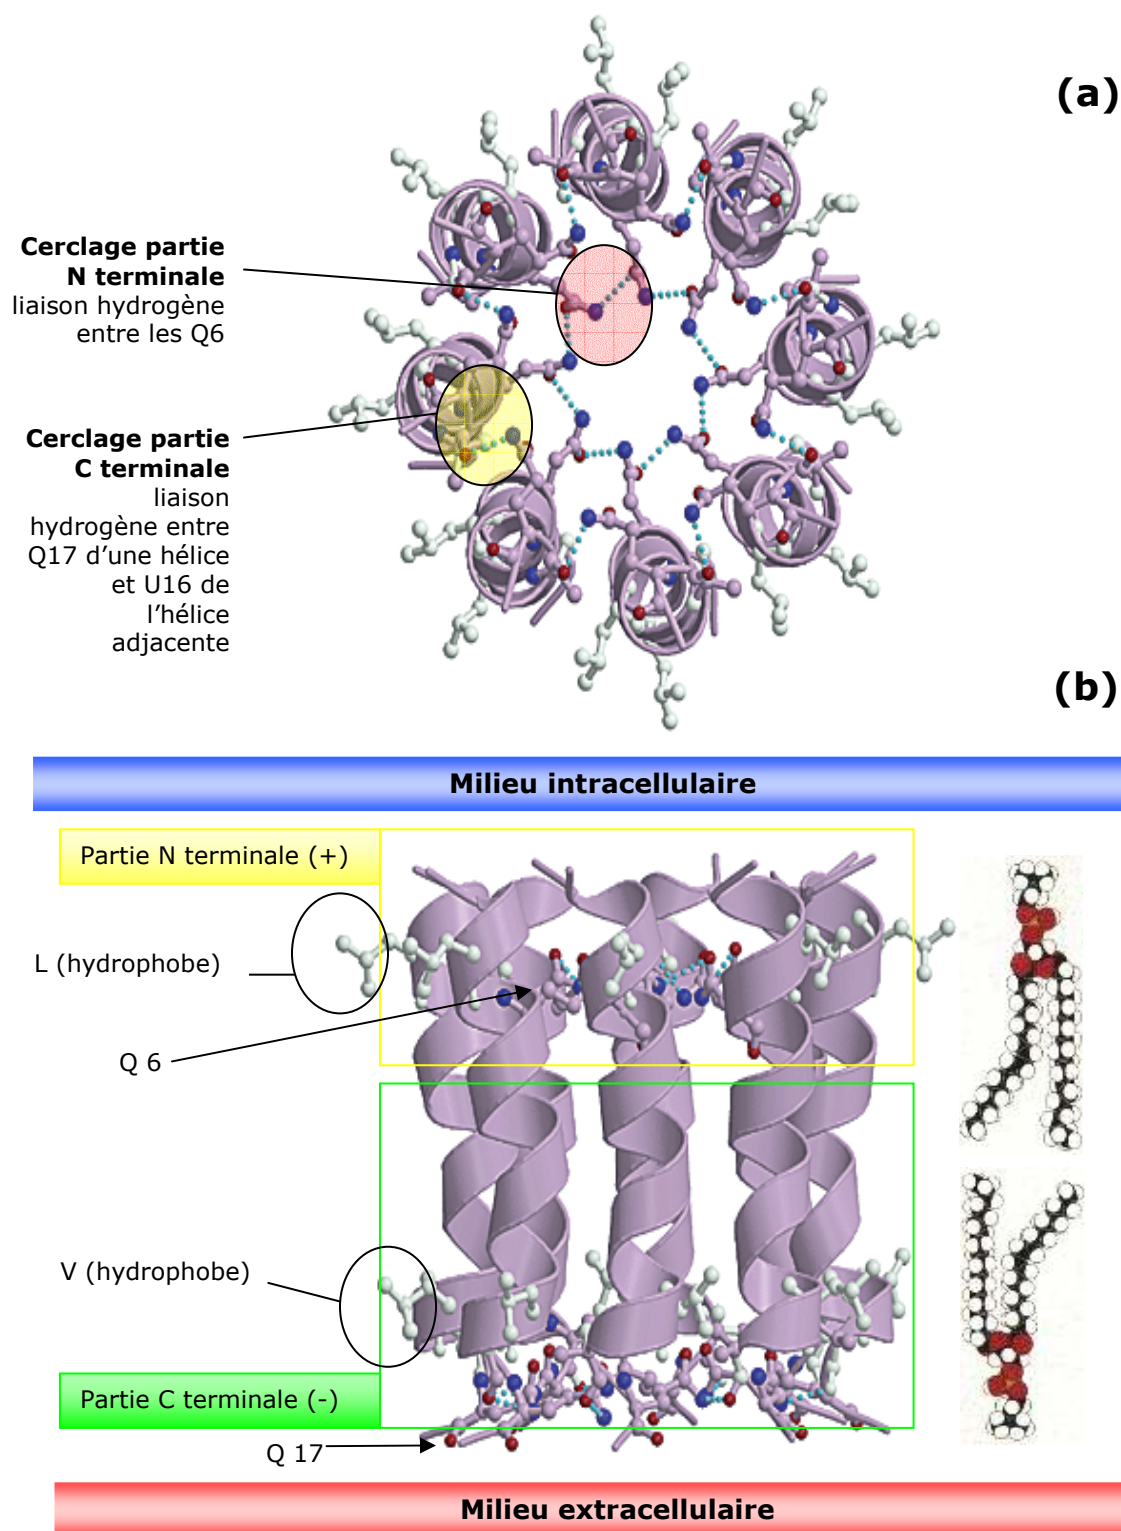 (a)
Cerclage partie
N terminale
liaison hydrogène
entre les Q6
Cerclage partie
C terminale
liaison
hydrogène entre
Q17 d’une hélice
et U16 de
l’hélice
adjacente
(b)
Milieu intracellulaire
Partie N terminale (+)
L (hydrophobe)
Q 6
V (hydrophobe)
Partie C terminale (-)
Q 17
Milieu extracellulaire